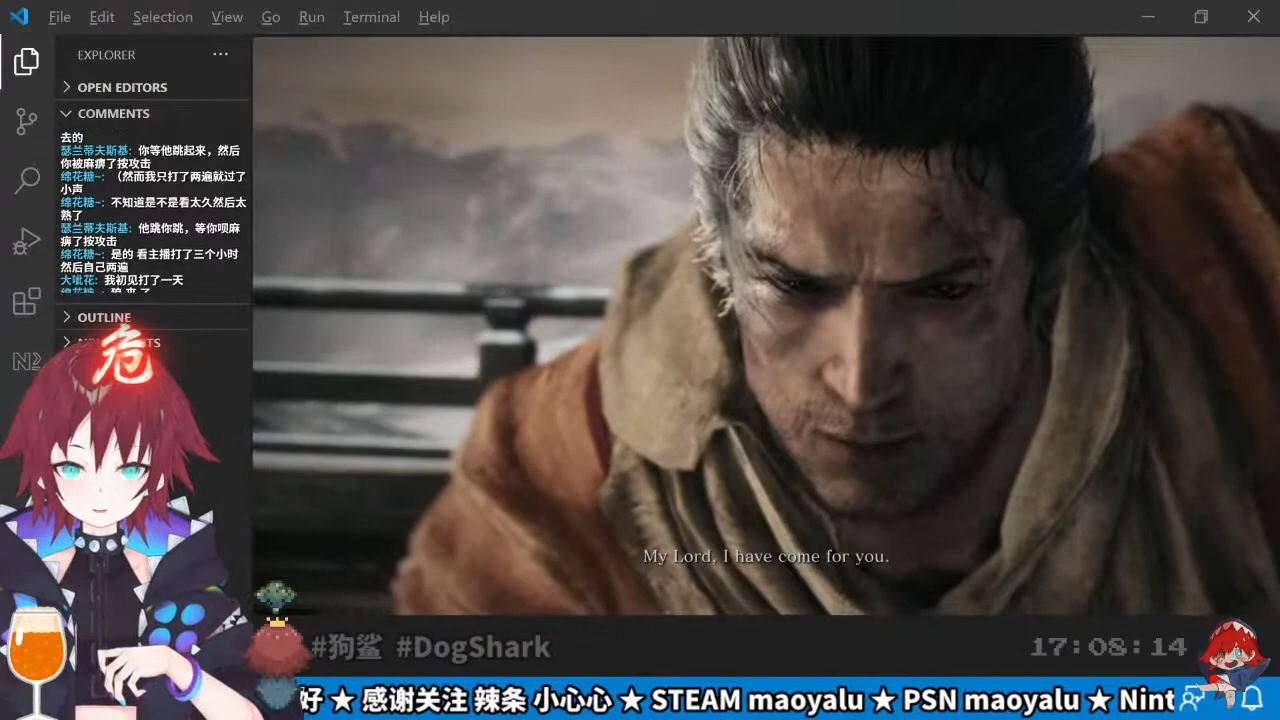 File Edit Selection View Go Run Terminal Help
EXPLORER
OPEN EDITORS
COMMENTS
去的
瑟兰蒂夫斯基: 你等他跳起来，然后
你被麻痹了按攻击
绵花糖~: （然而我只打了两遍就过了
小声
绵花糖~: 不知道是不是看太久然后太
熟了
瑟兰蒂夫斯基: 他跳你跳，等你呗麻
痹了按攻击
绵花糖~: 是的 看主播打了三个小时
然后自己两遍
大呲花: 我初见打了一天
OUTLINE
危
My Lord, I have come for you.
#狗鲨 #DogShark
17:08:14
好 ★ 感谢关注 辣条 小心心 ★ STEAM maoyalu ★ PSN maoyalu ★ Nint